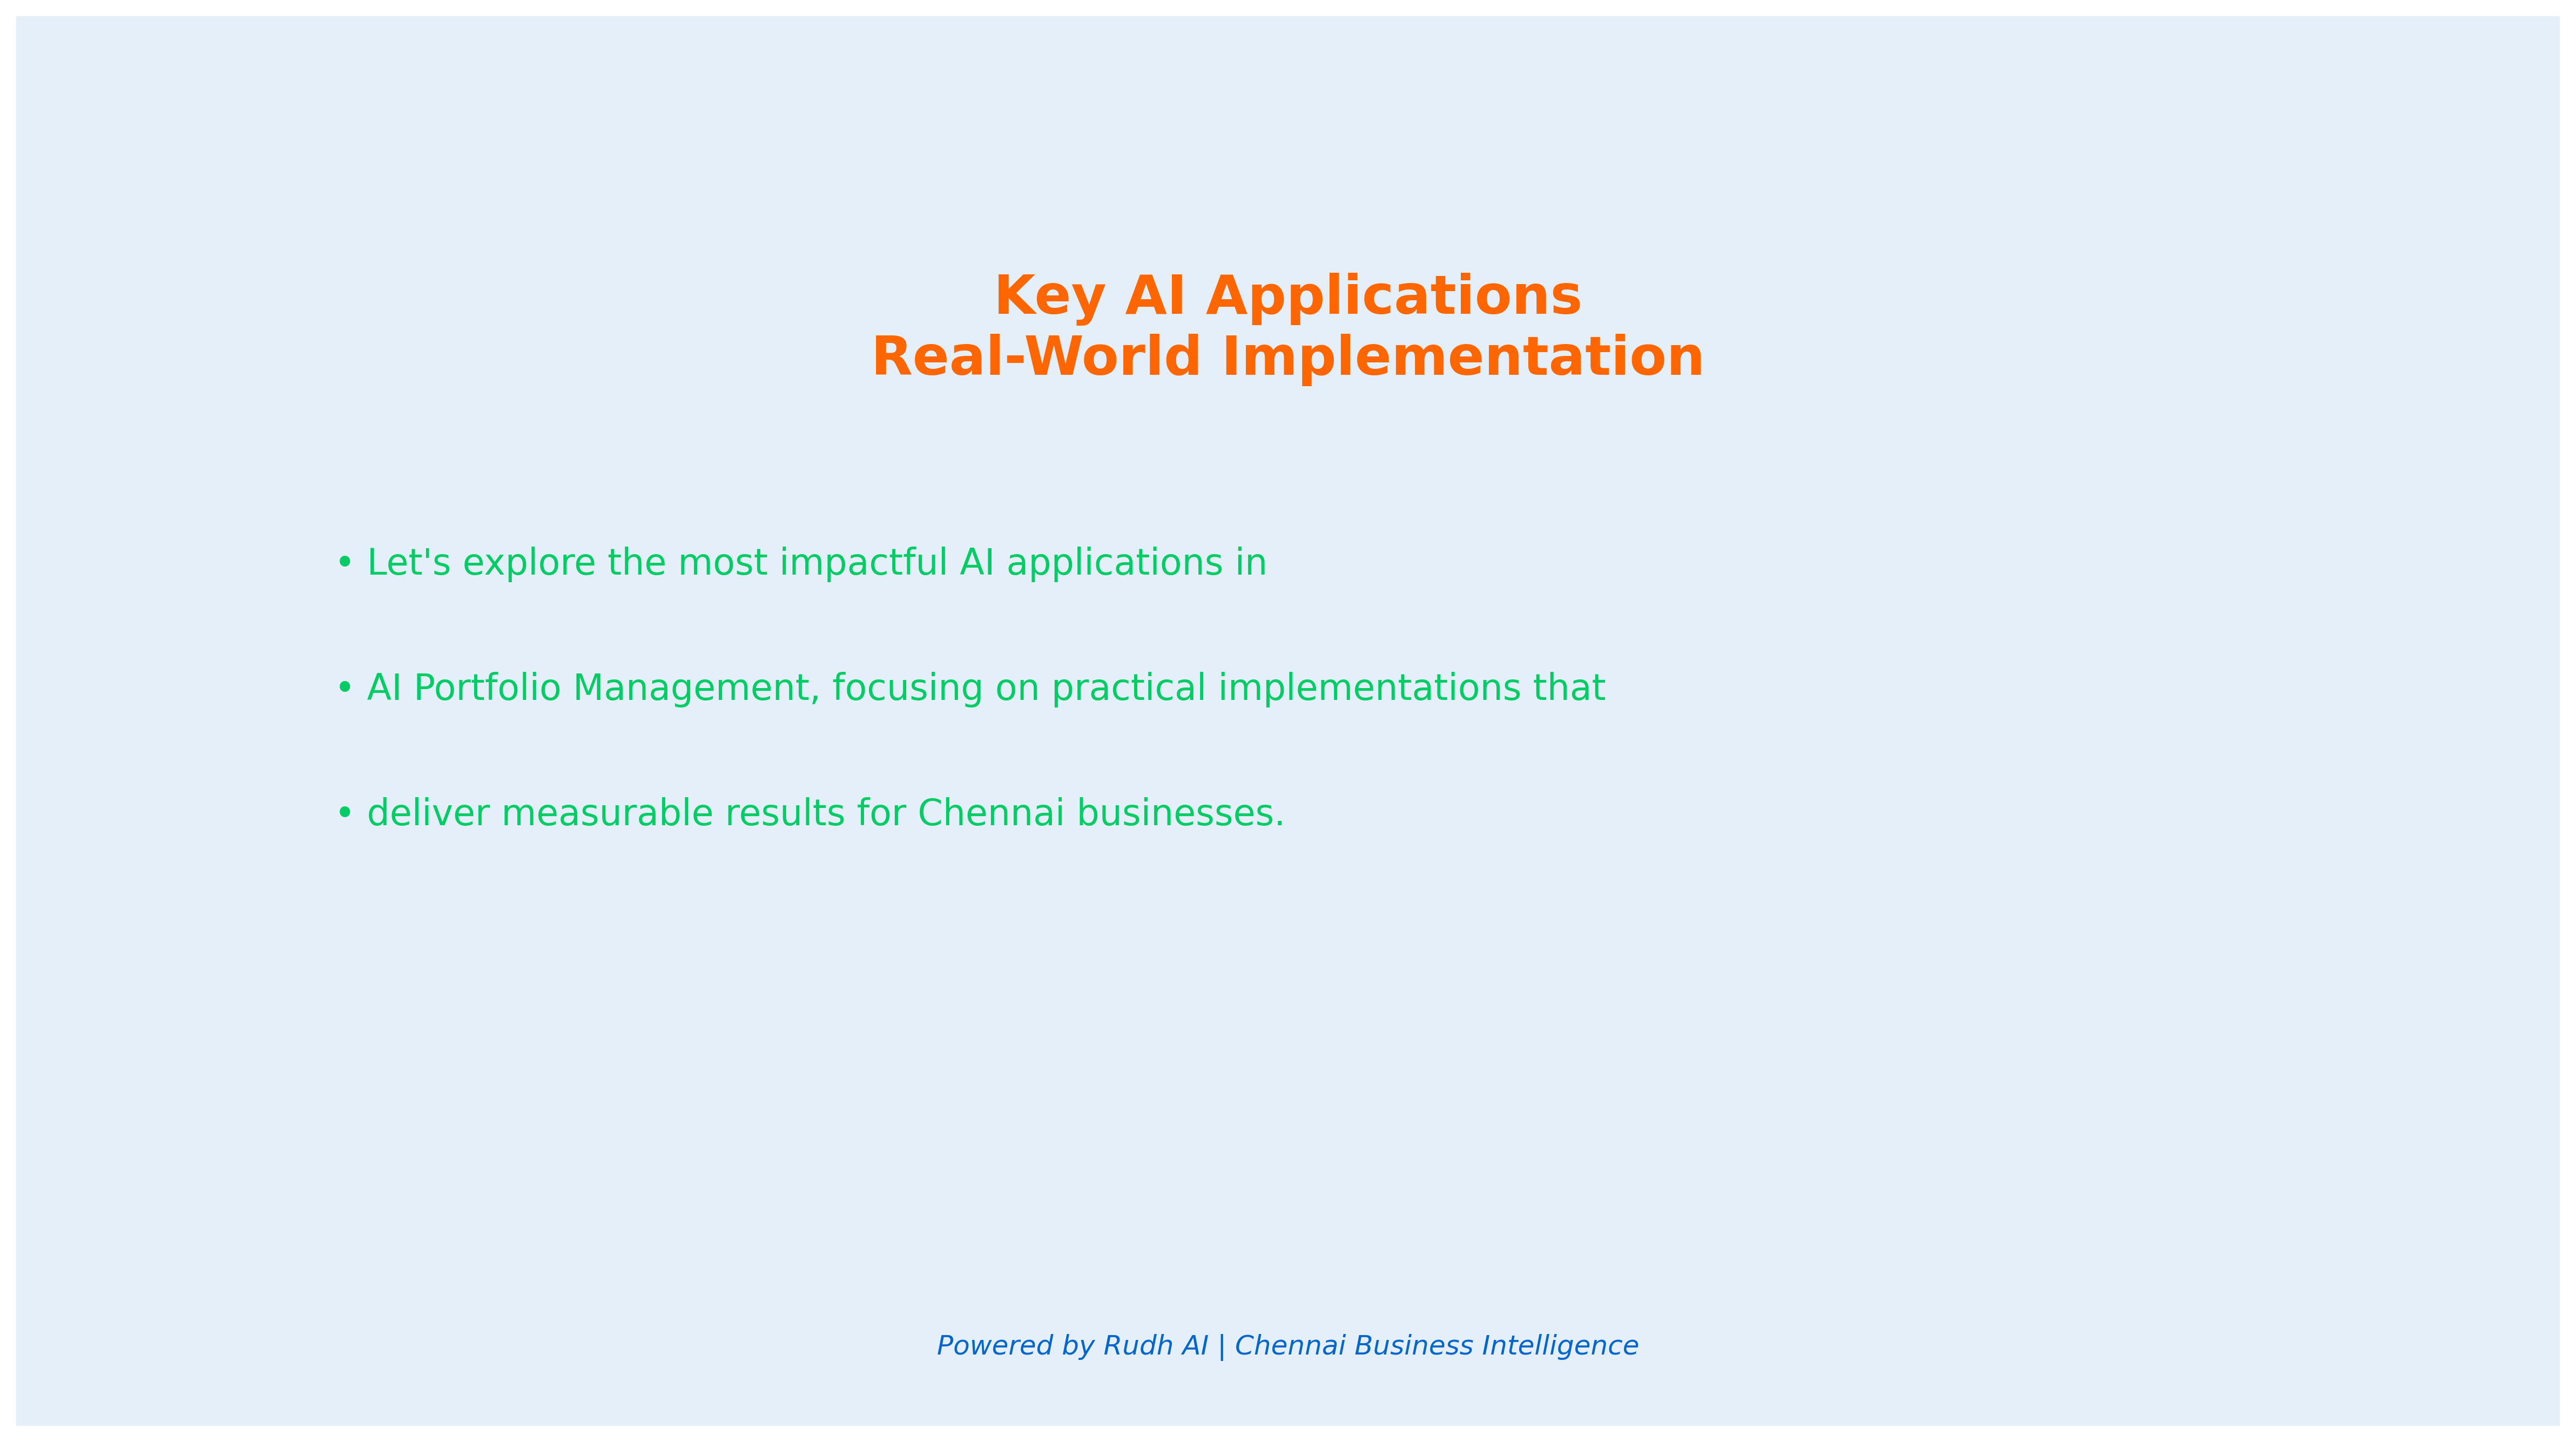 Key AI Applications
Real-World Implementation
• Let's explore the most impactful AI applications in
• AI Portfolio Management, focusing on practical implementations that
• deliver measurable results for Chennai businesses.
Powered by Rudh AI | Chennai Business Intelligence